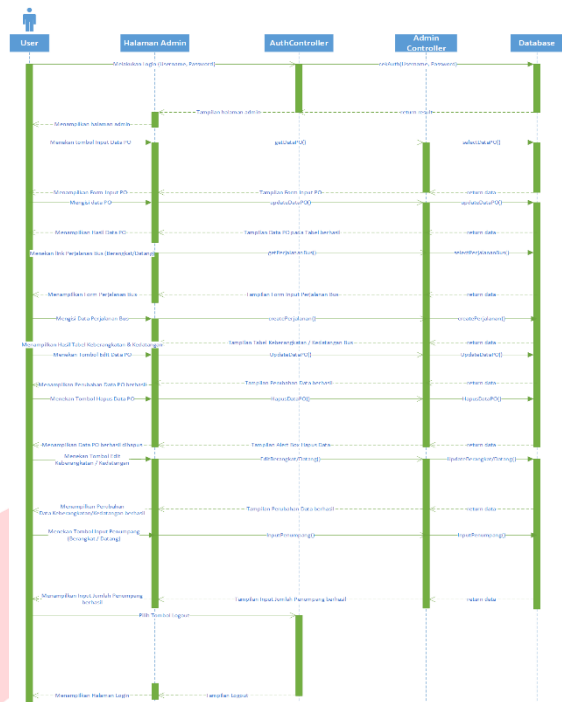 User
Halaman Admin
AuthController
Admin
Controller
Database
Melakukan Login (Username, Password)
cekAuth(Username, Password)
Tampilan halaman admin
return result
Menampilkan halaman admin
Menekan tombol Input Data PO
getDataPO()
selectDataPO()
Menampilkan Form Input PO
Tampilan Form Input PO
return data
Mengisi data PO
updateDataPO()
updateDataPO()
Menampilkan Hasil Data PO
Tampilan Data PO pada Tabel berhasil
return data
Menekan link Perjalanan Bus (Berangkat/Datang)
getPerjalanan Bus()
selectPerjalananBus()
Menampilkan Form Perjalanan Bus
Tampilan Form Input Perjalanan Bus
return data
Mengisi Data Perjalanan Bus
createPerjalanan()
createPerjalanan()
Menampilkan Hasil Tabel Keberangkatan & Kedatangan
Tampilan Tabel Keberangkatan / Kedatangan Bus
return data
Menekan Tombol Edit Data PO
UpdateDataPO()
UpdateDataPO()
Menampilkan Perubahan Data PO berhasil
Tampilan Perubahan Data berhasil
return data
Menekan Tombol Hapus Data PO
HapusDataPO()
HapusDataPO()
Menampilkan Data PO berhasil dihapus
Tampilan Alert Box Hapus Data
return data
Menekan Tombol Edit
Keberangkatan / Kedatangan
EditBerangkat/Datang()
UpdateBerangkat/Datang()
Menampilkan Perubahan
Data Keberangkatan/Kedatangan berhasil
Tampilan Perubahan Data berhasil
return data
Menekan Tombol Input Penumpang
(Berangkat / Datang)
InputPenumpang()
InputPenumpang()
Menampilkan Input Jumlah Penumpang
berhasil
Tampilan Input Jumlah Penumpang berhasil
return data
Pilih Tombol Logout
Menampilkan Halaman Login
Tampilan Logout